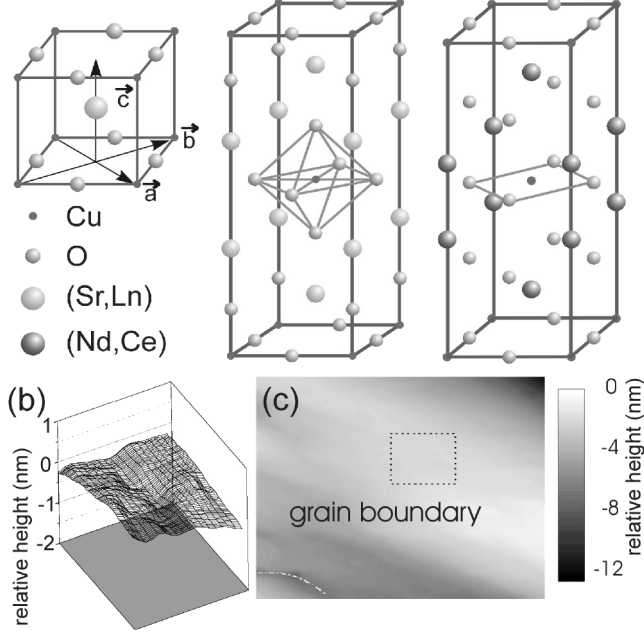 c
b
a
Cu
O
(Sr,Ln)
(Nd,Ce)
(b)
relative height (nm)
1
0
-1
-2
(c)
grain boundary
0
-4
-8
-12
relative height (nm)